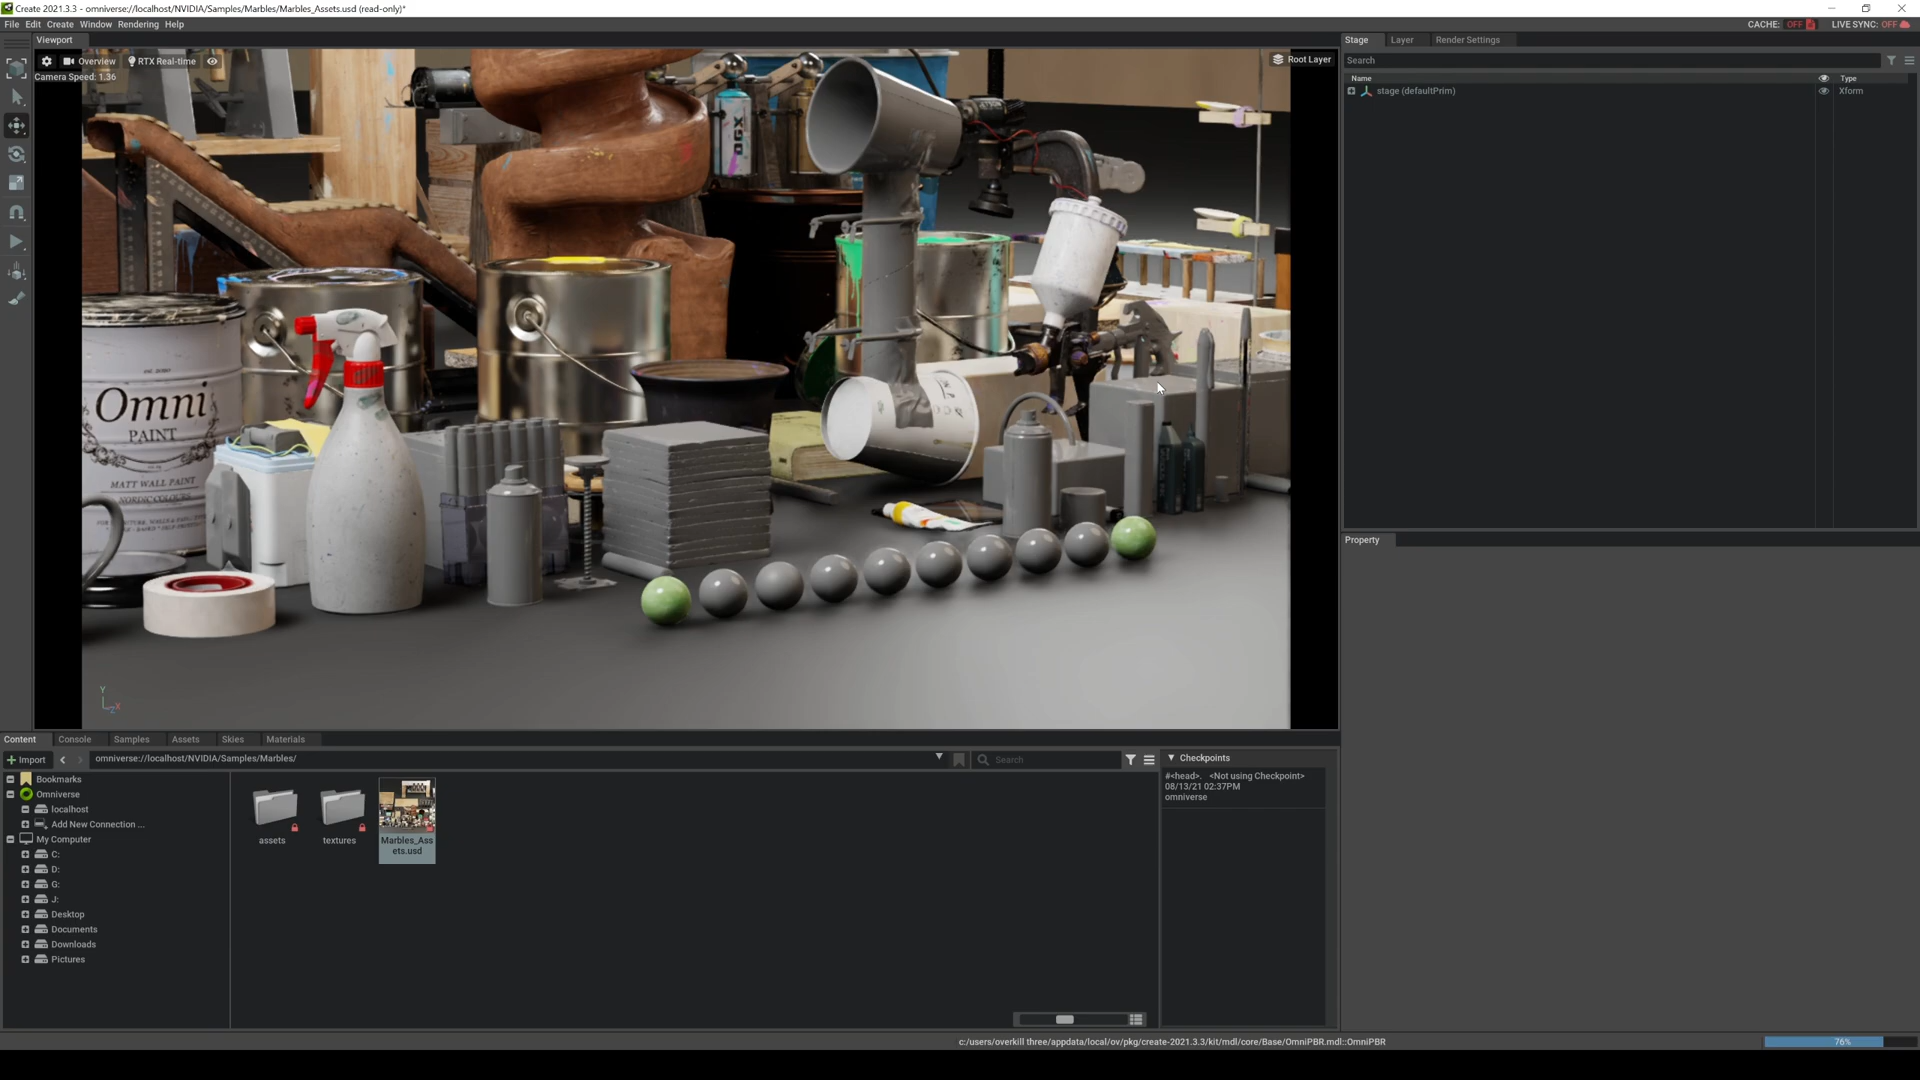 Create 2021.3.3 - omniverse://localhost/NVIDIA/Samples/Marbles/Marbles_Assets.usd (read-only)*
File Edit Create Window Rendering Help
CACHE: OFF LIVE SYNC: OFF
Viewport
Stage Layer Render Settings
Overview RTX Real-time
Root Layer
Search
Camera Speed: 1.36
Name Type
stage (defaultPrim) Xform
Omni
PAINT
MATT WALL PAINT
NORDIC COLOURS
Y
X
Z
Property
Content Console Samples Assets Skies Materials
Import omniverse://localhost/NVIDIA/Samples/Marbles/ Search
Checkpoints
#<head>. <Not using Checkpoint>
08/13/21 02:37PM
omniverse
Bookmarks
Omniverse
localhost
Add New Connection ...
My Computer
C:
D:
G:
J:
Desktop
Documents
Downloads
Pictures
assets
textures
Marbles_Ass
ets.usd
c:/users/overkill three/appdata/local/ov/pkg/create-2021.3.3/kit/mdl/core/Base/OmniPBR.mdl::OmniPBR
76%